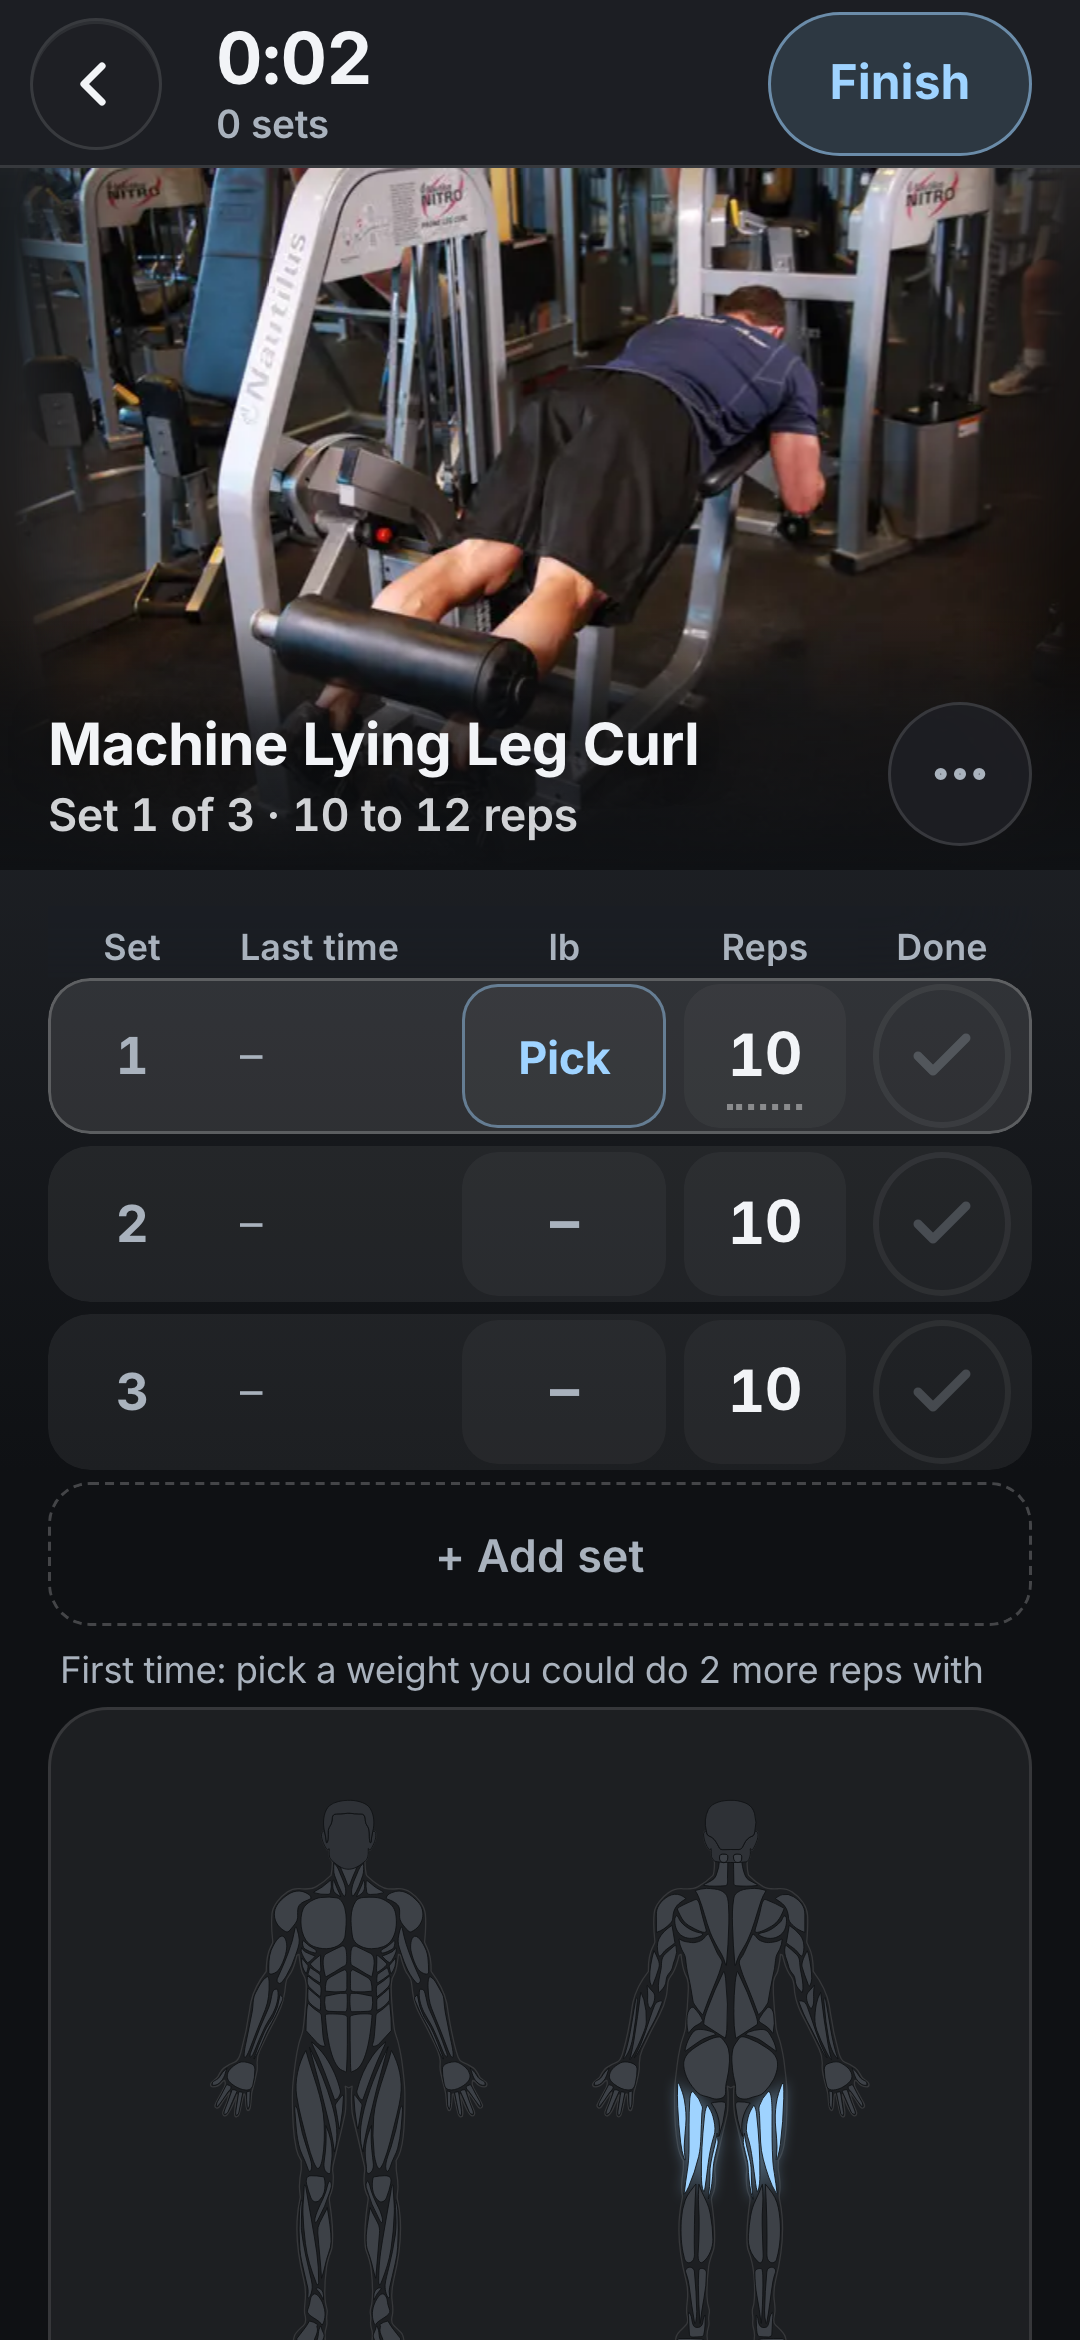 0:02
0 sets
Finish
NITRO
NITRO
NITRO
Nautilus
Machine Lying Leg Curl
Set 1 of 3 · 10 to 12 reps
Set Last time lb Reps Done
1 – Pick 10
2 – – 10
3 – – 10
+ Add set
First time: pick a weight you could do 2 more reps with